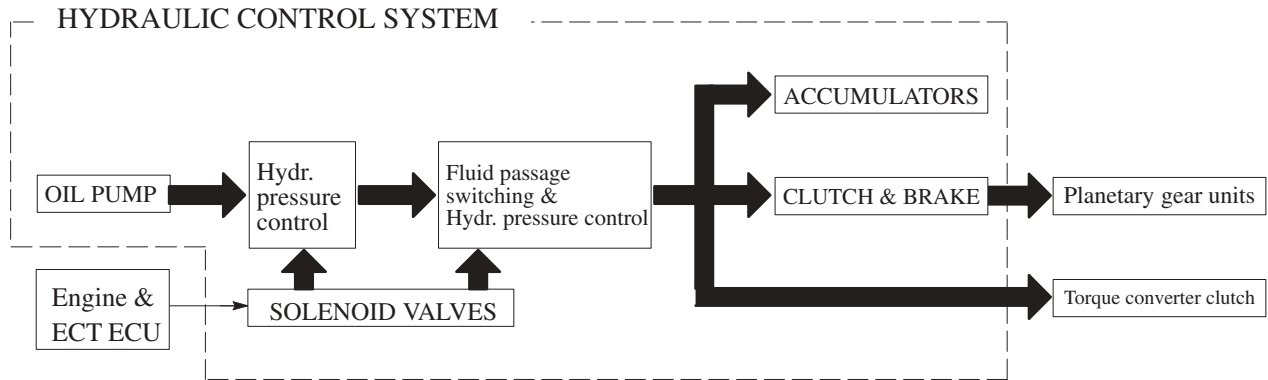 HYDRAULIC CONTROL SYSTEM
ACCUMULATORS
OIL PUMP
Hydr.
pressure
control
Fluid passage
switching &
Hydr. pressure control
CLUTCH & BRAKE
Planetary gear units
Engine &
ECT ECU
SOLENOID VALVES
Torque converter clutch